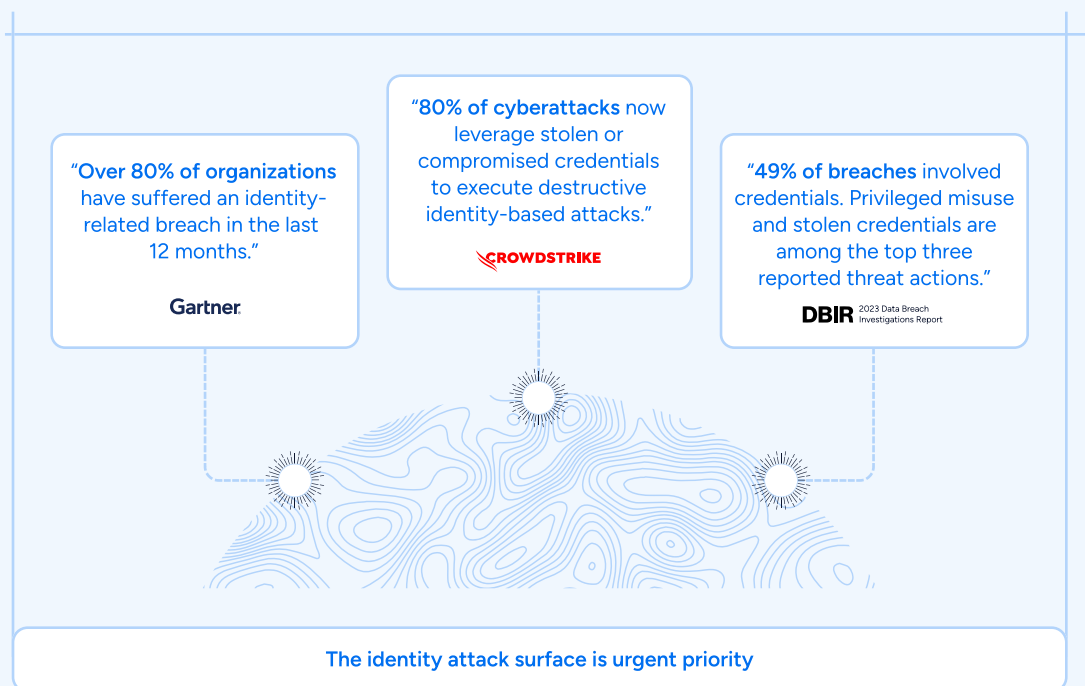 “Over 80% of organizations
have suffered an identity-
related breach in the last
12 months.”
Gartner®
“80% of cyberattacks now
leverage stolen or
compromised credentials
to execute destructive
identity-based attacks.”
CROWDSTRIKE
“49% of breaches involved
credentials. Privileged misuse
and stolen credentials are
among the top three
reported threat actions.”
DBIR
2023 Data Breach
Investigations Report
The identity attack surface is urgent priority